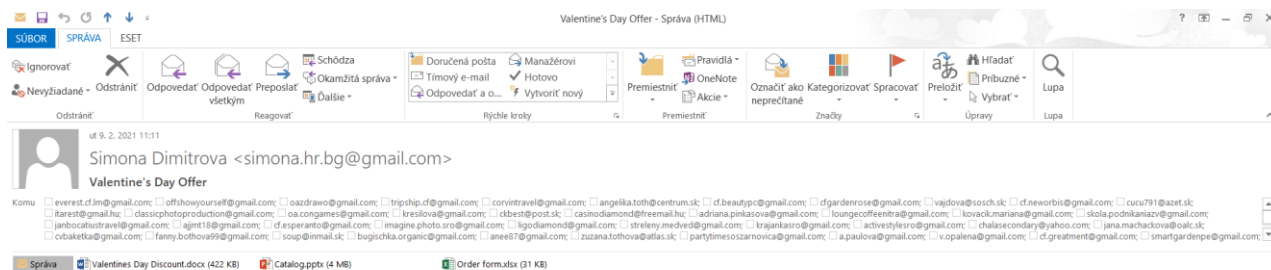 Valentine's Day Offer - Správa (HTML)
SÚBOR SPRÁVA ESET
Ignorovať
Nevyžiadané
Odstrániť
Odstrániť
Odpovedať Odpovedať všetkým Preposlať
Schôdza
Okamžitá správa
Ďalšie
Reagovať
Doručená pošta Manažérovi
Tímový e-mail Hotovo
Odpovedať a o... Vytvoriť nový
Rýchle kroky
Premiestniť
Pravidlá
OneNote
Akcie
Premiestniť
Označiť ako neprečítané Kategorizovať Spracovať
Značky
Preložiť
Hľadať
Príbuzné
Vybrať
Úpravy
Lupa
Lupa
ut 9. 2. 2021 11:11
Simona Dimitrova <simona.hr.bg@gmail.com>
Valentine's Day Offer
Komu everest.cf.lm@gmail.com; offshowyourself@gmail.com; oazdrawo@gmail.com; tripship.cf@gmail.com; corvintravel@gmail.com; angelika.toth@centrum.sk; cf.beautypc@gmail.com; cfgardenrose@gmail.com; vajdova@sosch.sk; cf.neworbis@gmail.com; cucu791@azet.sk;
itarest@gmail.hu; classicphotoproduction@gmail.com; oa.congames@gmail.com; kresilova@gmail.com; ckbest@post.sk; casinodiamond@freemail.hu; adriana.pinkasova@gmail.com; loungecoffeenitra@gmail.com; kovacik.mariana@gmail.com; skola.podnikaniazv@gmail.com;
janbocatiustravel@gmail.com; ajjmt18@gmail.com; cf.esperanto@gmail.com; imagine.photo.sro@gmail.com; ligodiamond@gmail.com; streleny.medved@gmail.com; krajankasro@gmail.com; activestylesro@gmail.com; chalasecondary@yahoo.com; jana.machackova@oalc.sk;
cvbaketka@gmail.com; fanny.bothova99@gmail.com; soup@inmail.sk; bugischka.organic@gmail.com; anee87@gmail.com; zuzana.tothova@atlas.sk; partytimesoszarnovica@gmail.com; a.paulova@gmail.com; v.opalena@gmail.com; cf.greatment@gmail.com; smartgardenpe@gmail.com;
Správa Valentines Day Discount.docx (422 KB) Catalog.pptx (4 MB) Order form.xlsx (31 KB)